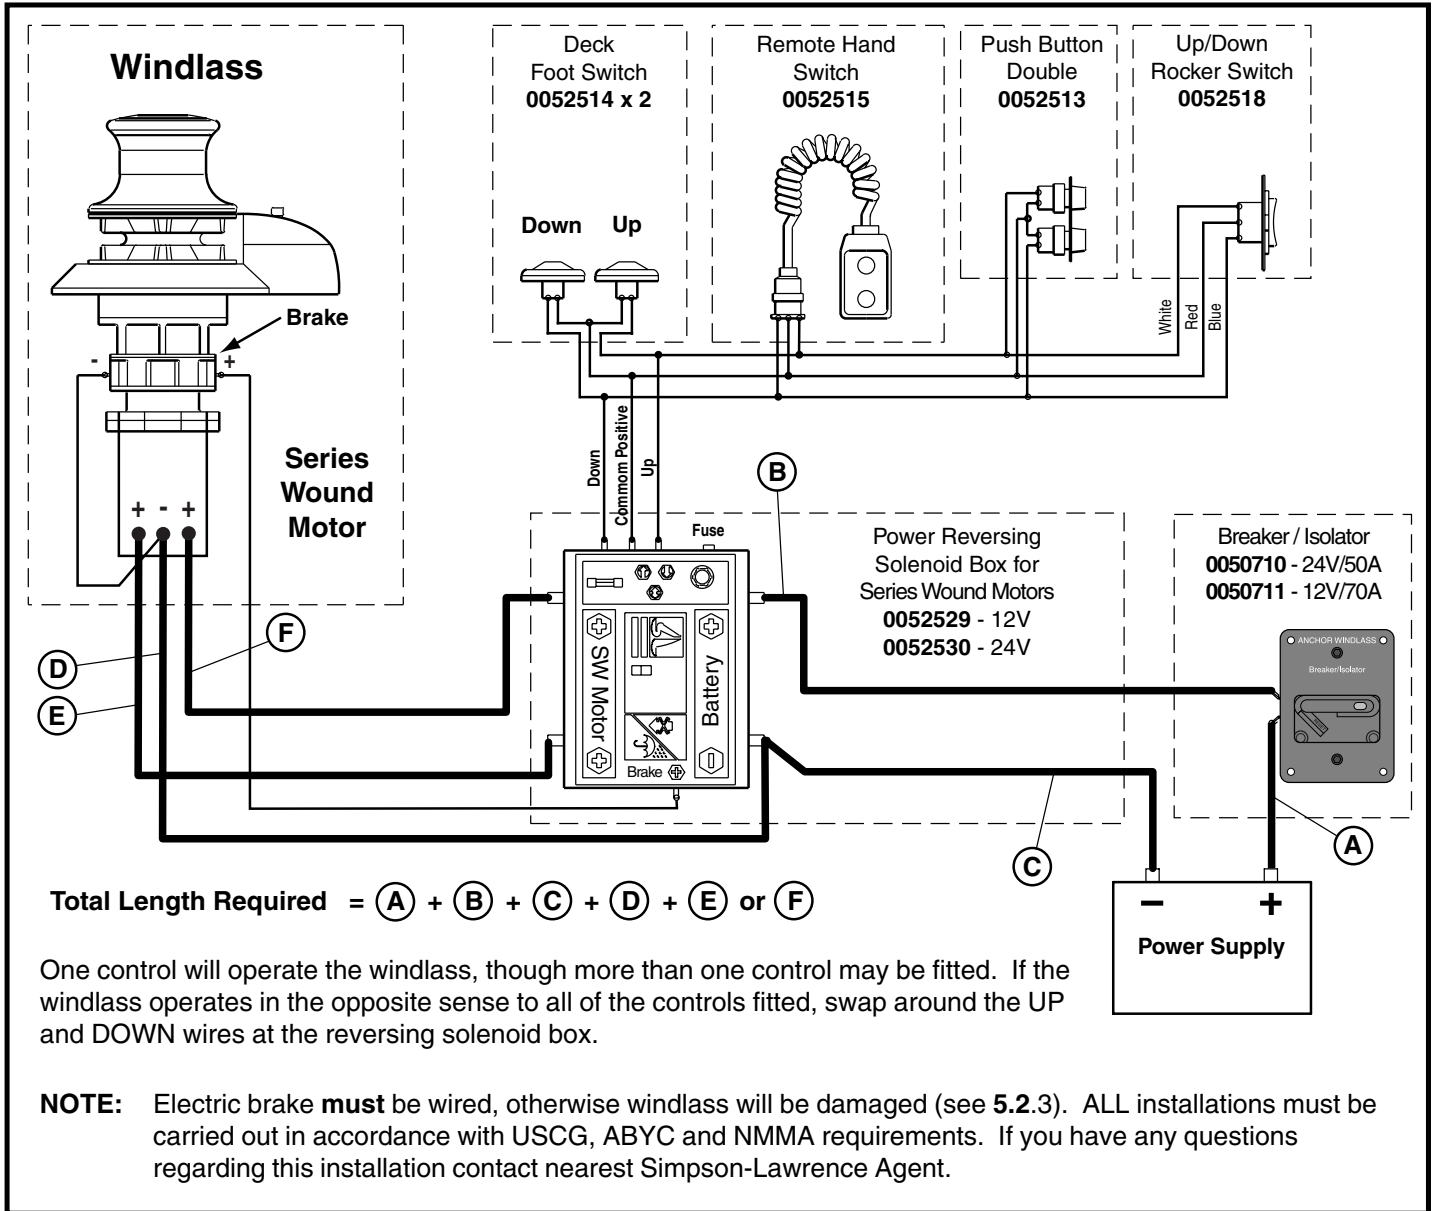 Windlass
Brake
-
+
Series
Wound
Motor
+ - +
Deck
Foot Switch
0052514 x 2
Down Up
Remote Hand
Switch
0052515
Push Button
Double
0052513
Up/Down
Rocker Switch
0052518
White
Red
Blue
Down
Commom Positive
Up
Fuse
B
Power Reversing
Solenoid Box for
Series Wound Motors
0052529 - 12V
0052530 - 24V
Breaker / Isolator
0050710 - 24V/50A
0050711 - 12V/70A
ANCHOR WINDLASS
Breaker/Isolator
SW Motor
Battery
Brake
F
D
E
C
A
- +
Power Supply
Total Length Required = A + B + C + D + E or F
One control will operate the windlass, though more than one control may be fitted. If the
windlass operates in the opposite sense to all of the controls fitted, swap around the UP
and DOWN wires at the reversing solenoid box.
NOTE: Electric brake must be wired, otherwise windlass will be damaged (see 5.2.3). ALL installations must be
carried out in accordance with USCG, ABYC and NMMA requirements. If you have any questions
regarding this installation contact nearest Simpson-Lawrence Agent.